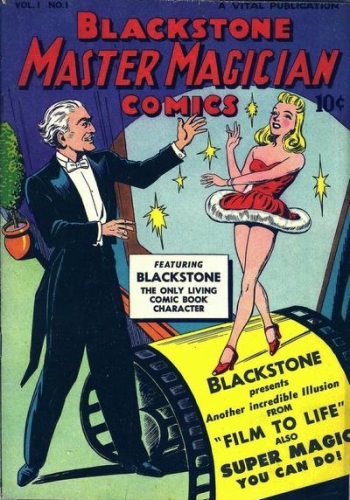 VOL. 1 NO. 1
A VITAL PUBLICATION
BLACKSTONE
MASTER MAGICIAN
COMICS
10¢
FEATURING
BLACKSTONE
THE ONLY LIVING
COMIC BOOK
CHARACTER
BLACKSTONE
presents
Another incredible Illusion
FROM
"FILM TO LIFE"
ALSO
SUPER MAGIC
YOU CAN DO!